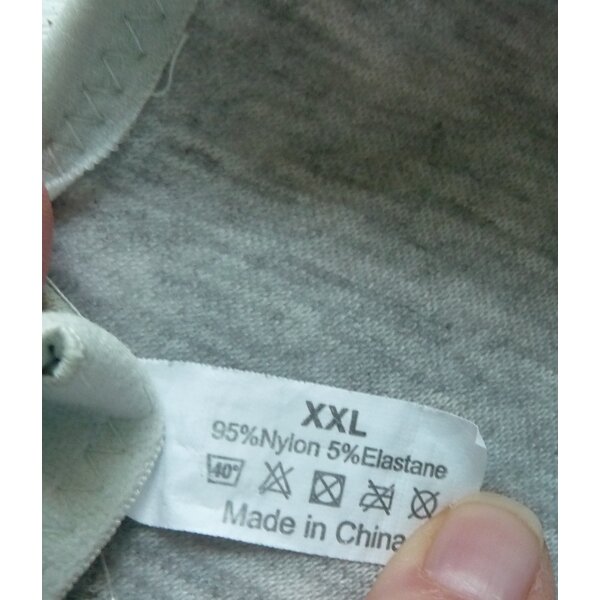 XXL
95%Nylon 5%Elastane
40°
Made in China